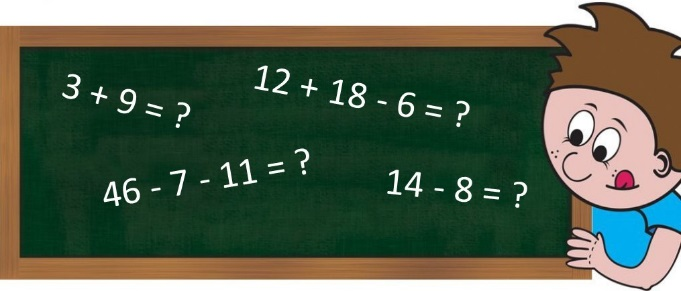 3 + 9 = ?
12 + 18 - 6 = ?
46 - 7 - 11 = ?
14 - 8 = ?